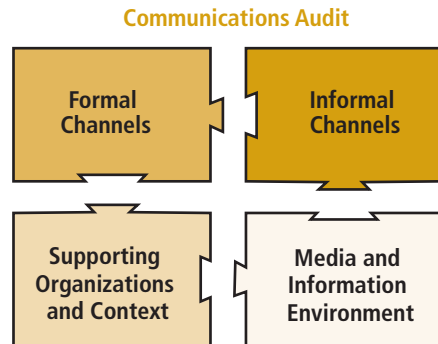 Communications Audit
Formal
Channels
Informal
Channels
Supporting
Organizations
and Context
Media and
Information
Environment